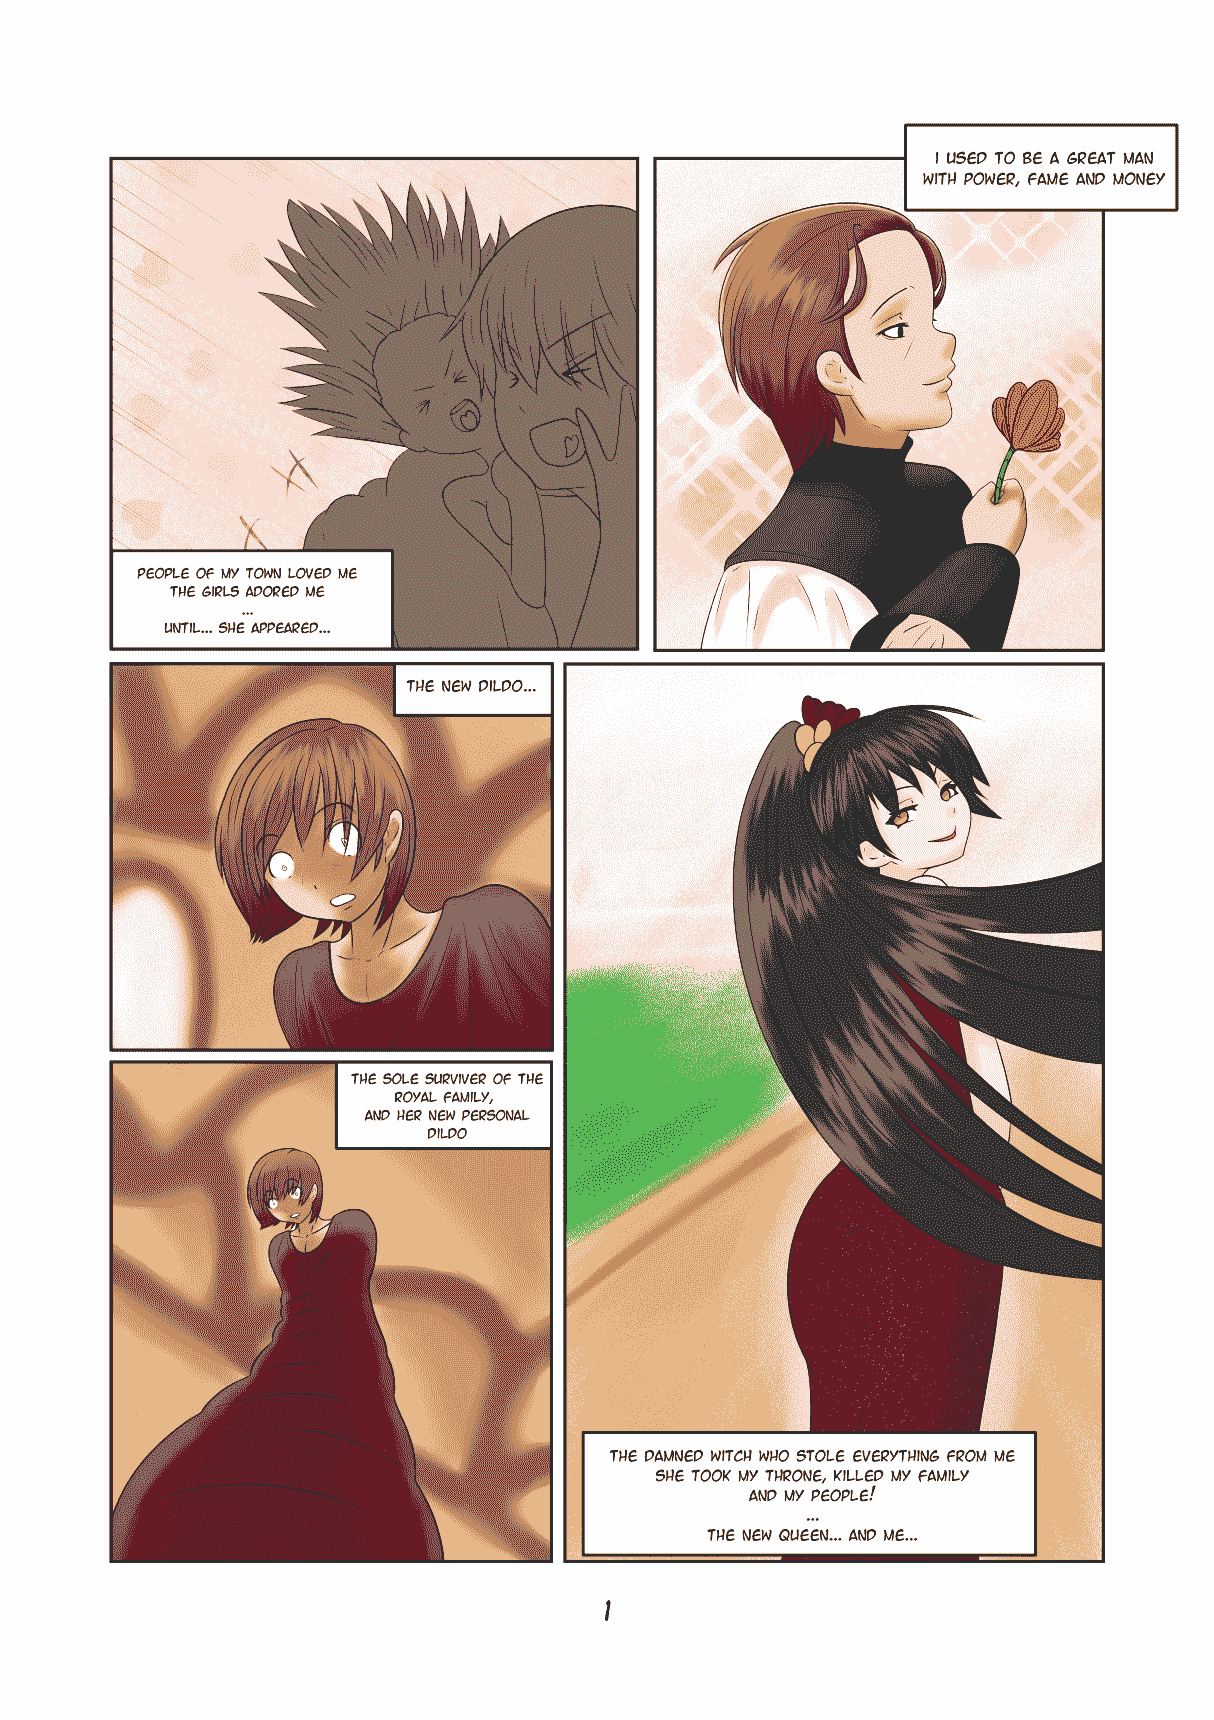 I USED TO BE A GREAT MAN
WITH POWER, FAME AND MONEY
PEOPLE OF MY TOWN LOVED ME
THE GIRLS ADORED ME
...
UNTIL... SHE APPEARED...
THE DAMNED WITCH WHO STOLE EVERYTHING FROM ME
SHE TOOK MY THRONE, KILLED MY FAMILY
AND MY PEOPLE!
...
THE NEW QUEEN... AND ME...
THE NEW DILDO...
THE SOLE SURVIVER OF THE
ROYAL FAMILY,
AND HER NEW PERSONAL
DILDO
1